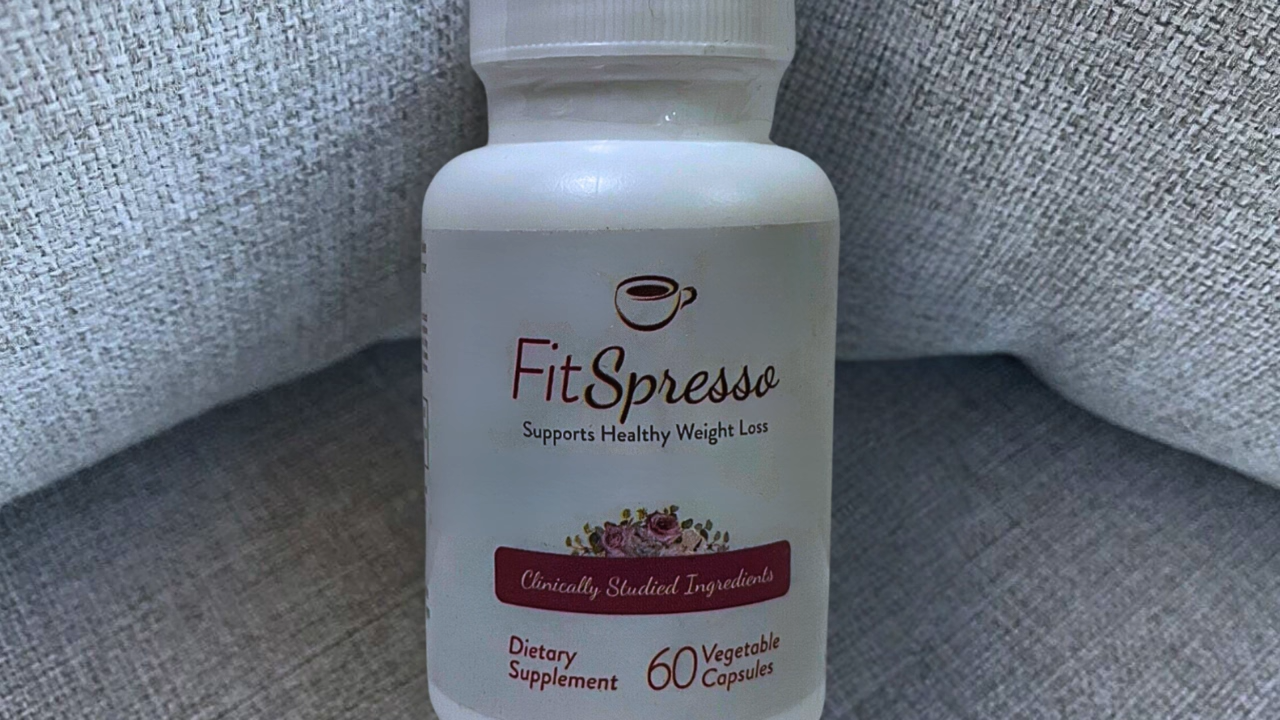 FitSpresso
Supports Healthy Weight Loss
Clinically Studied Ingredients
Dietary
Supplement
60 Vegetable
Capsules